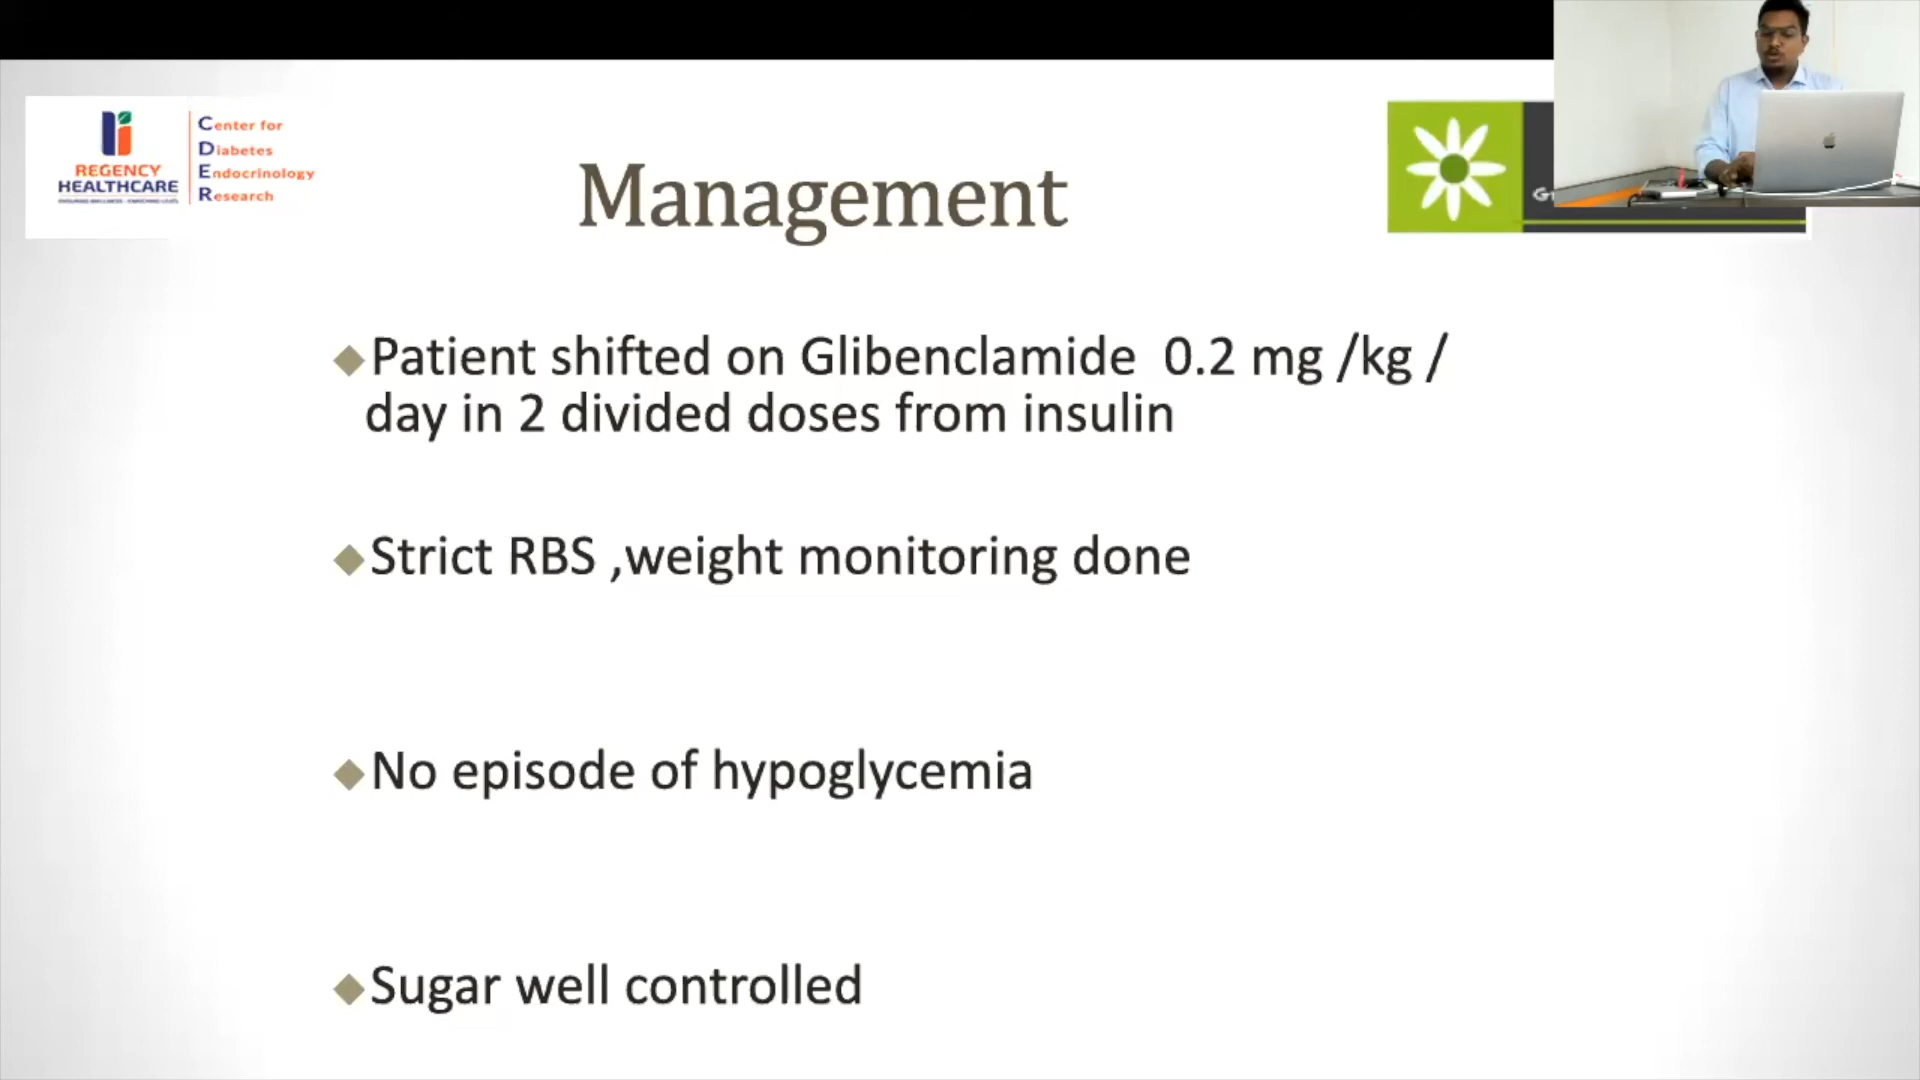 REGENCY
HEALTHCARE
Center for
Diabetes
Endocrinology
Research
Management
Patient shifted on Glibenclamide 0.2 mg /kg /
day in 2 divided doses from insulin
Strict RBS ,weight monitoring done
No episode of hypoglycemia
Sugar well controlled